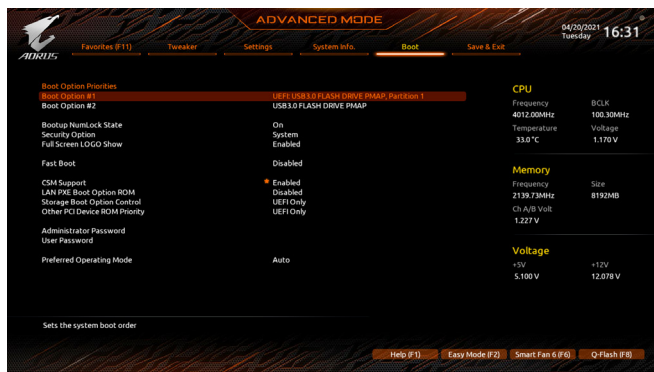 ADVANCED MODE
04/20/2021 Tuesday 16:31
AORUS
Favorites (F11) Tweaker Settings System Info. Boot Save & Exit
Boot Option Priorities
Boot Option #1 UEFI: USB3.0 FLASH DRIVE PMAP, Partition 1
Boot Option #2 USB3.0 FLASH DRIVE PMAP
Bootup NumLock State On
Security Option System
Full Screen LOGO Show Enabled
Fast Boot Disabled
CSM Support * Enabled
LAN PXE Boot Option ROM Disabled
Storage Boot Option Control UEFI Only
Other PCI Device ROM Priority UEFI Only
Administrator Password
User Password
Preferred Operating Mode Auto
CPU
Frequency BCLK
4012.00MHz 100.30MHz
Temperature Voltage
33.0 °C 1.170 V
Memory
Frequency Size
2139.73MHz 8192MB
Ch A/B Volt
1.227 V
Voltage
+5V +12V
5.100 V 12.078 V
Sets the system boot order
Help (F1) Easy Mode (F2) Smart Fan 6 (F6) Q-Flash (F8)